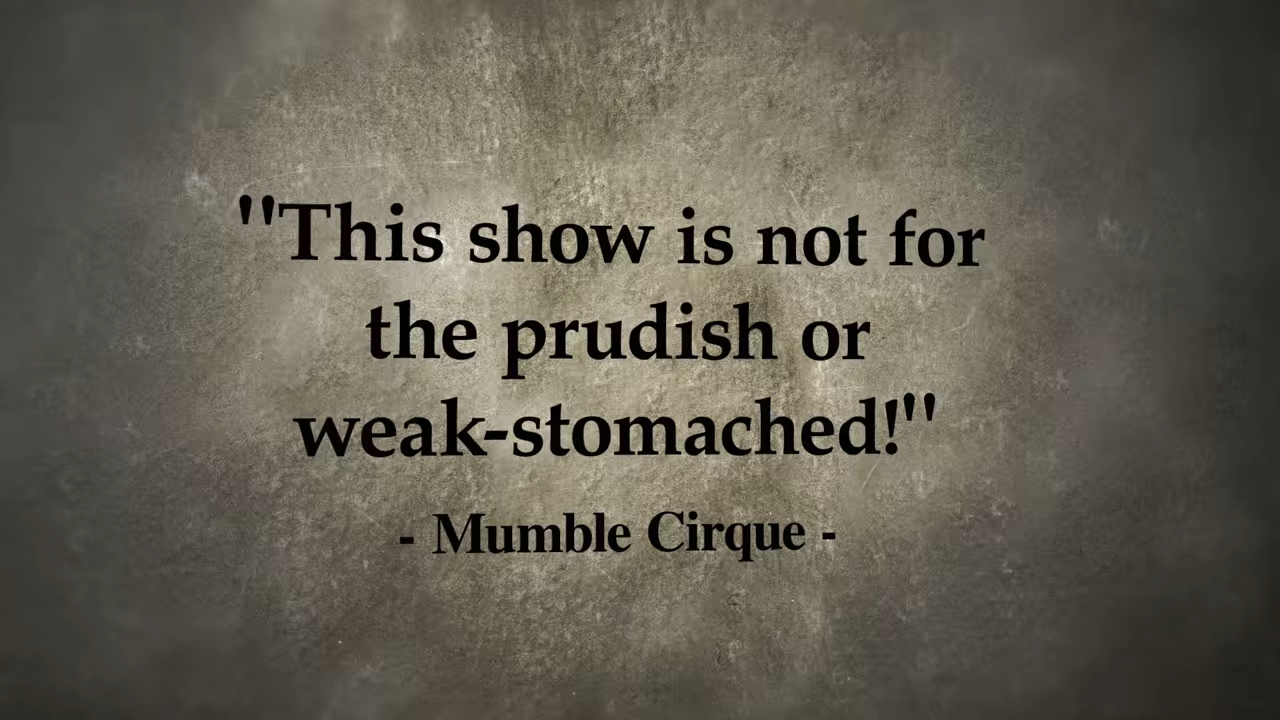 "This show is not for
the prudish or
weak-stomached!"
- Mumble Cirque -